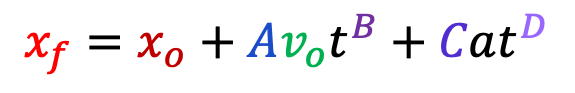 x_f = x_o + Av_ot^B + Cat^D